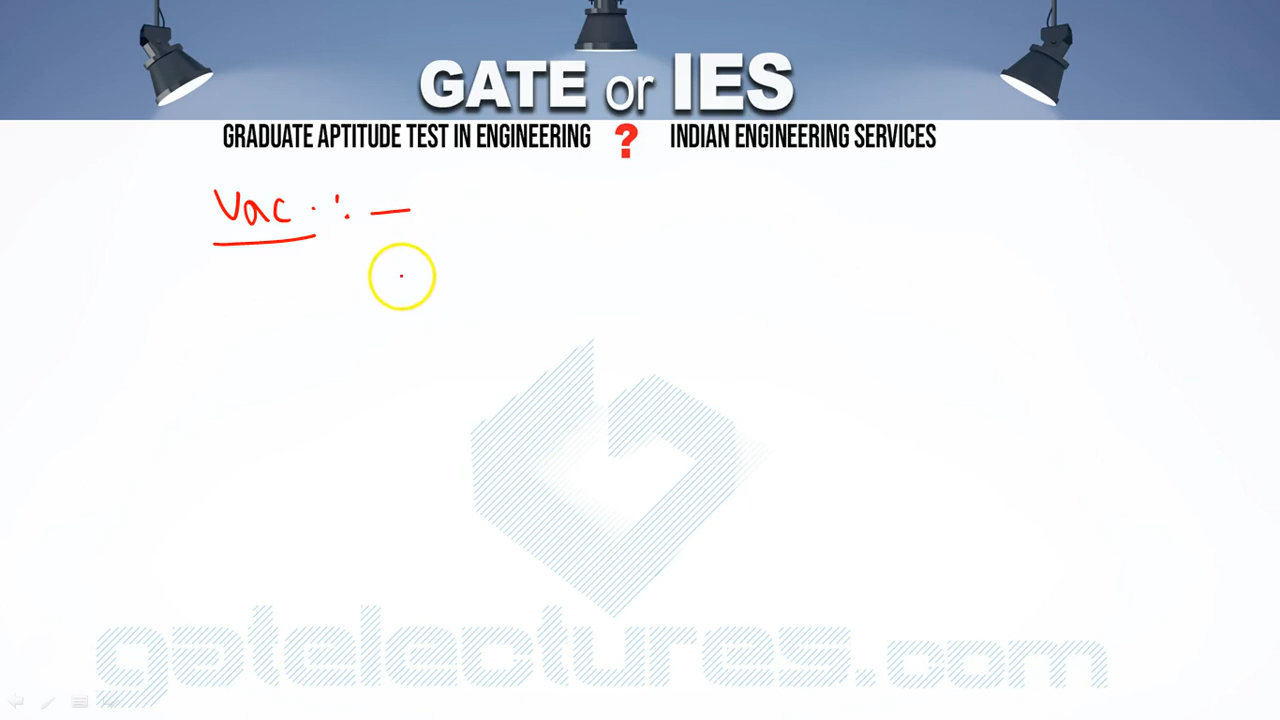 GATE or IES
GRADUATE APTITUDE TEST IN ENGINEERING ? INDIAN ENGINEERING SERVICES
Vac. :-
gatelectures.com